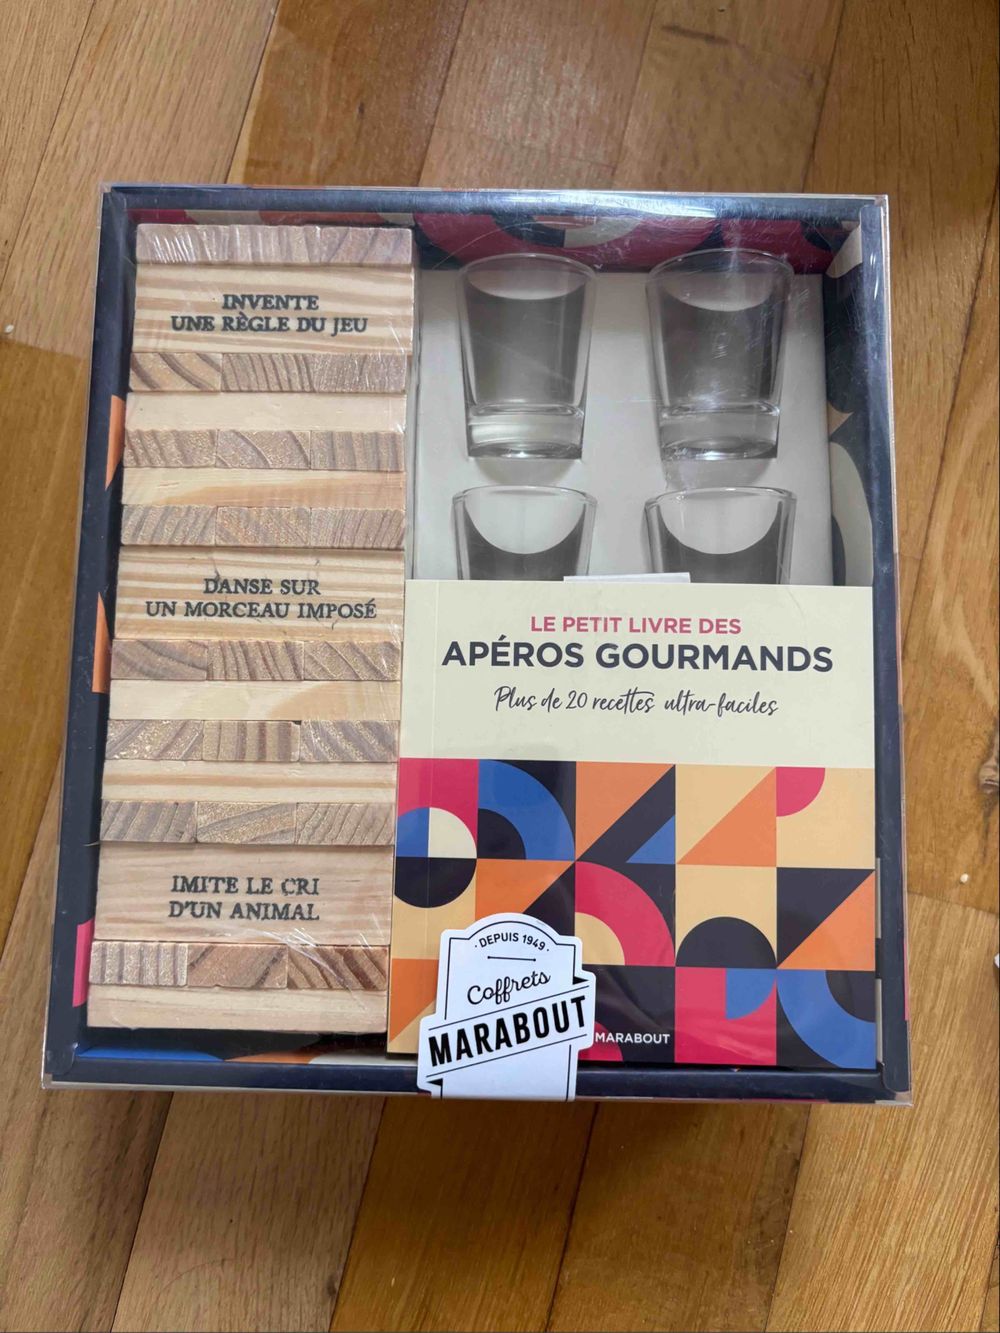 INVENTE
UNE RÈGLE DU JEU
DANSE SUR
UN MORCEAU IMPOSÉ
IMITE LE CRI
D'UN ANIMAL
LE PETIT LIVRE DES
APÉROS GOURMANDS
Plus de 20 recettes ultra-faciles
· DEPUIS 1949 ·
Coffrets
MARABOUT
MARABOUT